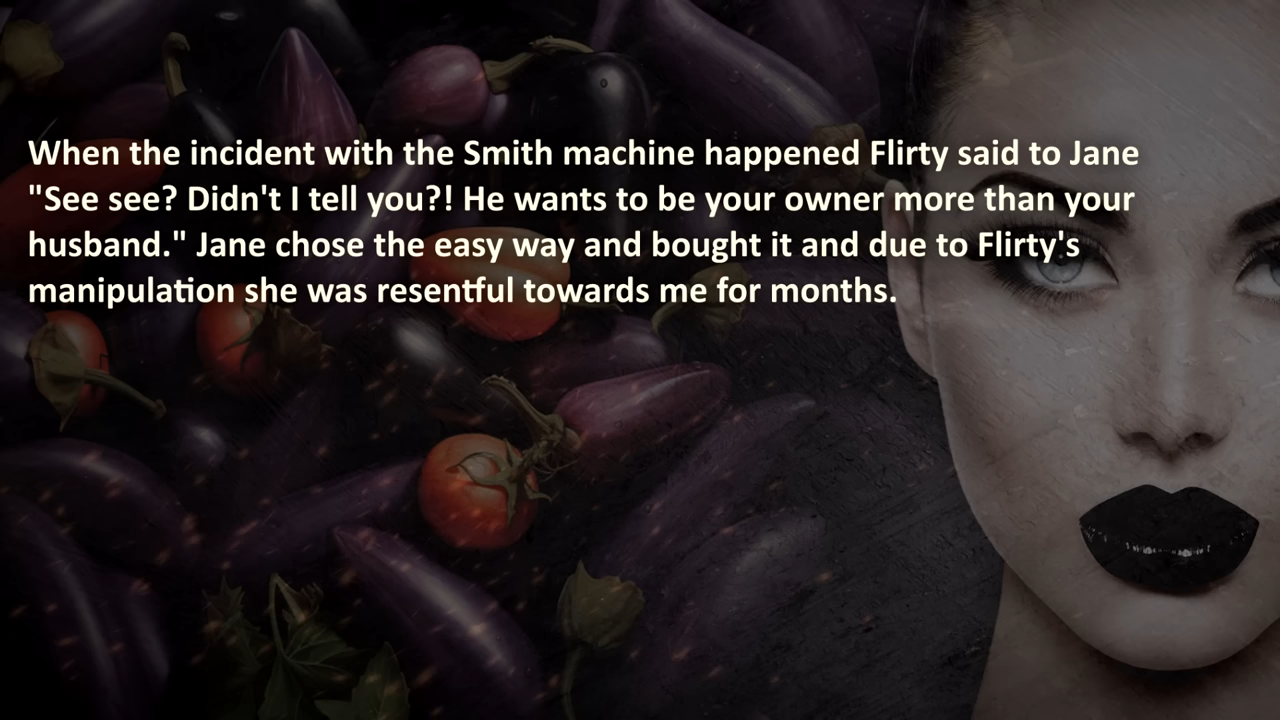 When the incident with the Smith machine happened Flirty said to Jane
"See see? Didn't I tell you?! He wants to be your owner more than your
husband." Jane chose the easy way and bought it and due to Flirty's
manipulation she was resentful towards me for months.